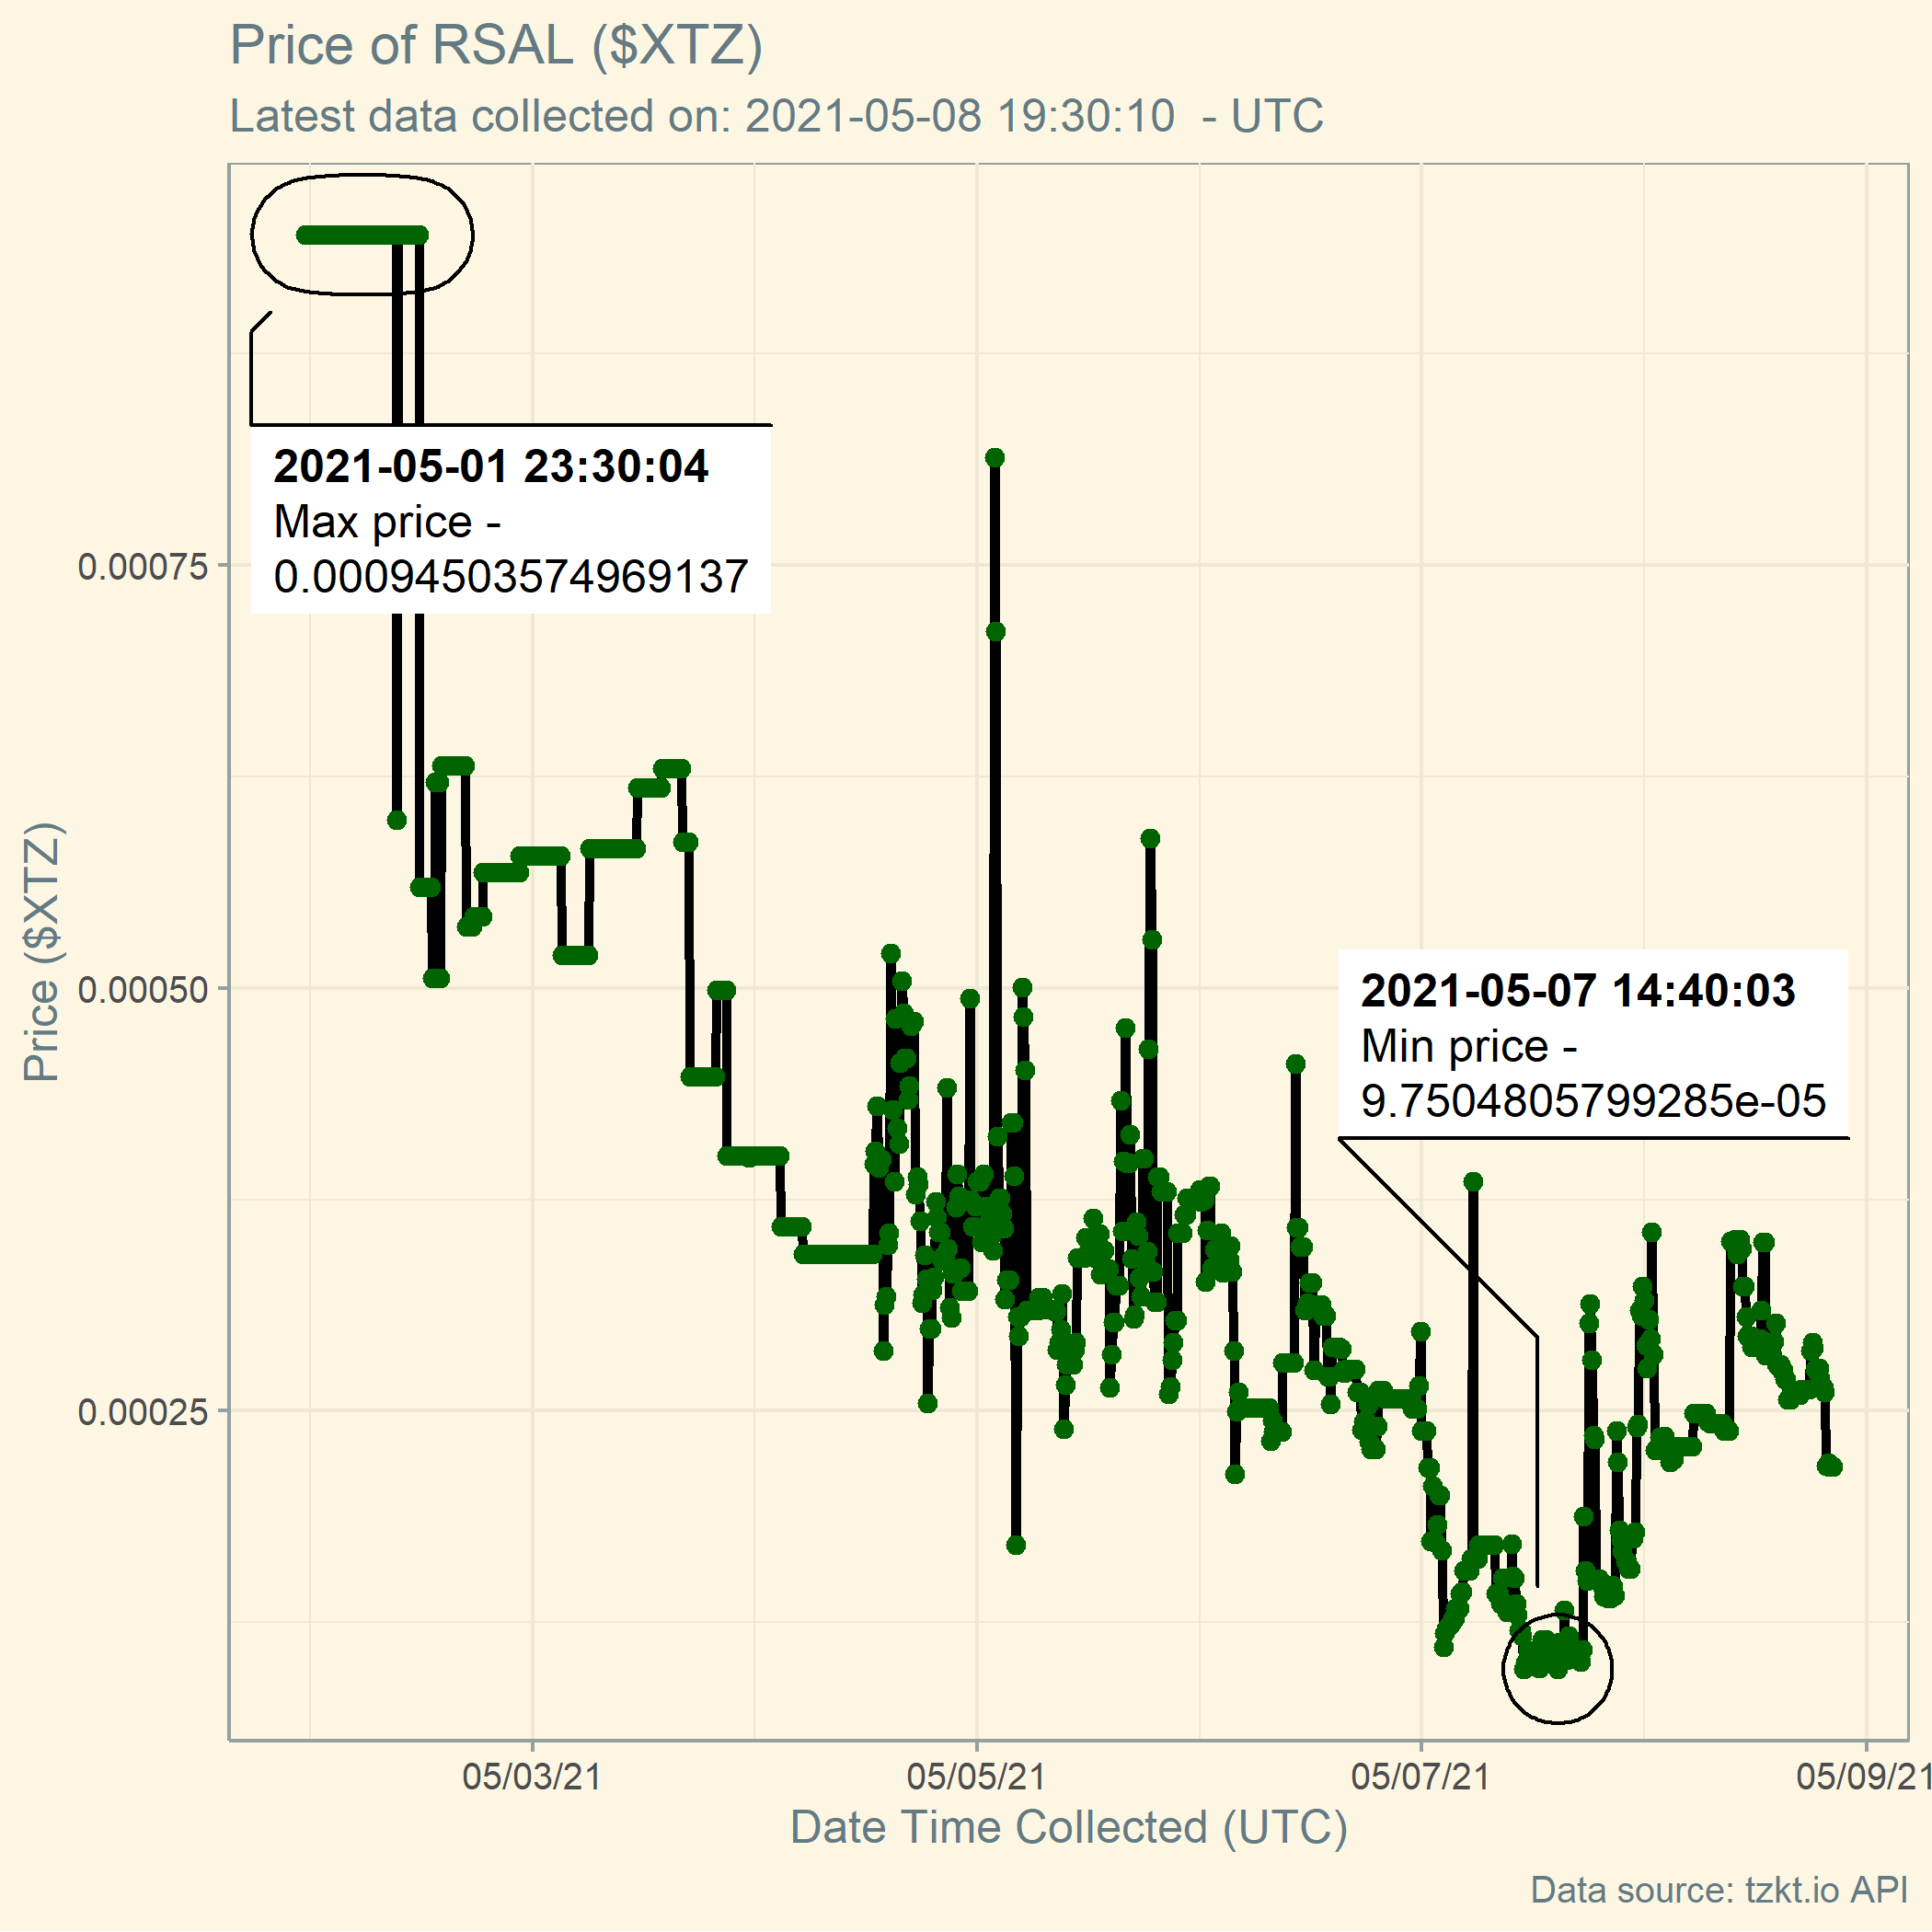 Price of RSAL ($XTZ)
Latest data collected on: 2021-05-08 19:30:10  - UTC
2021-05-01 23:30:04
Max price -
0.000945035749691​37
0.00075
Price ($XTZ)
0.00050
2021-05-07 14:40:03
Min price -
9.7504805799285e-05
0.00025
05/03/21
05/05/21
05/07/21
05/09/21
Date Time Collected (UTC)
Data source: tzkt.io API